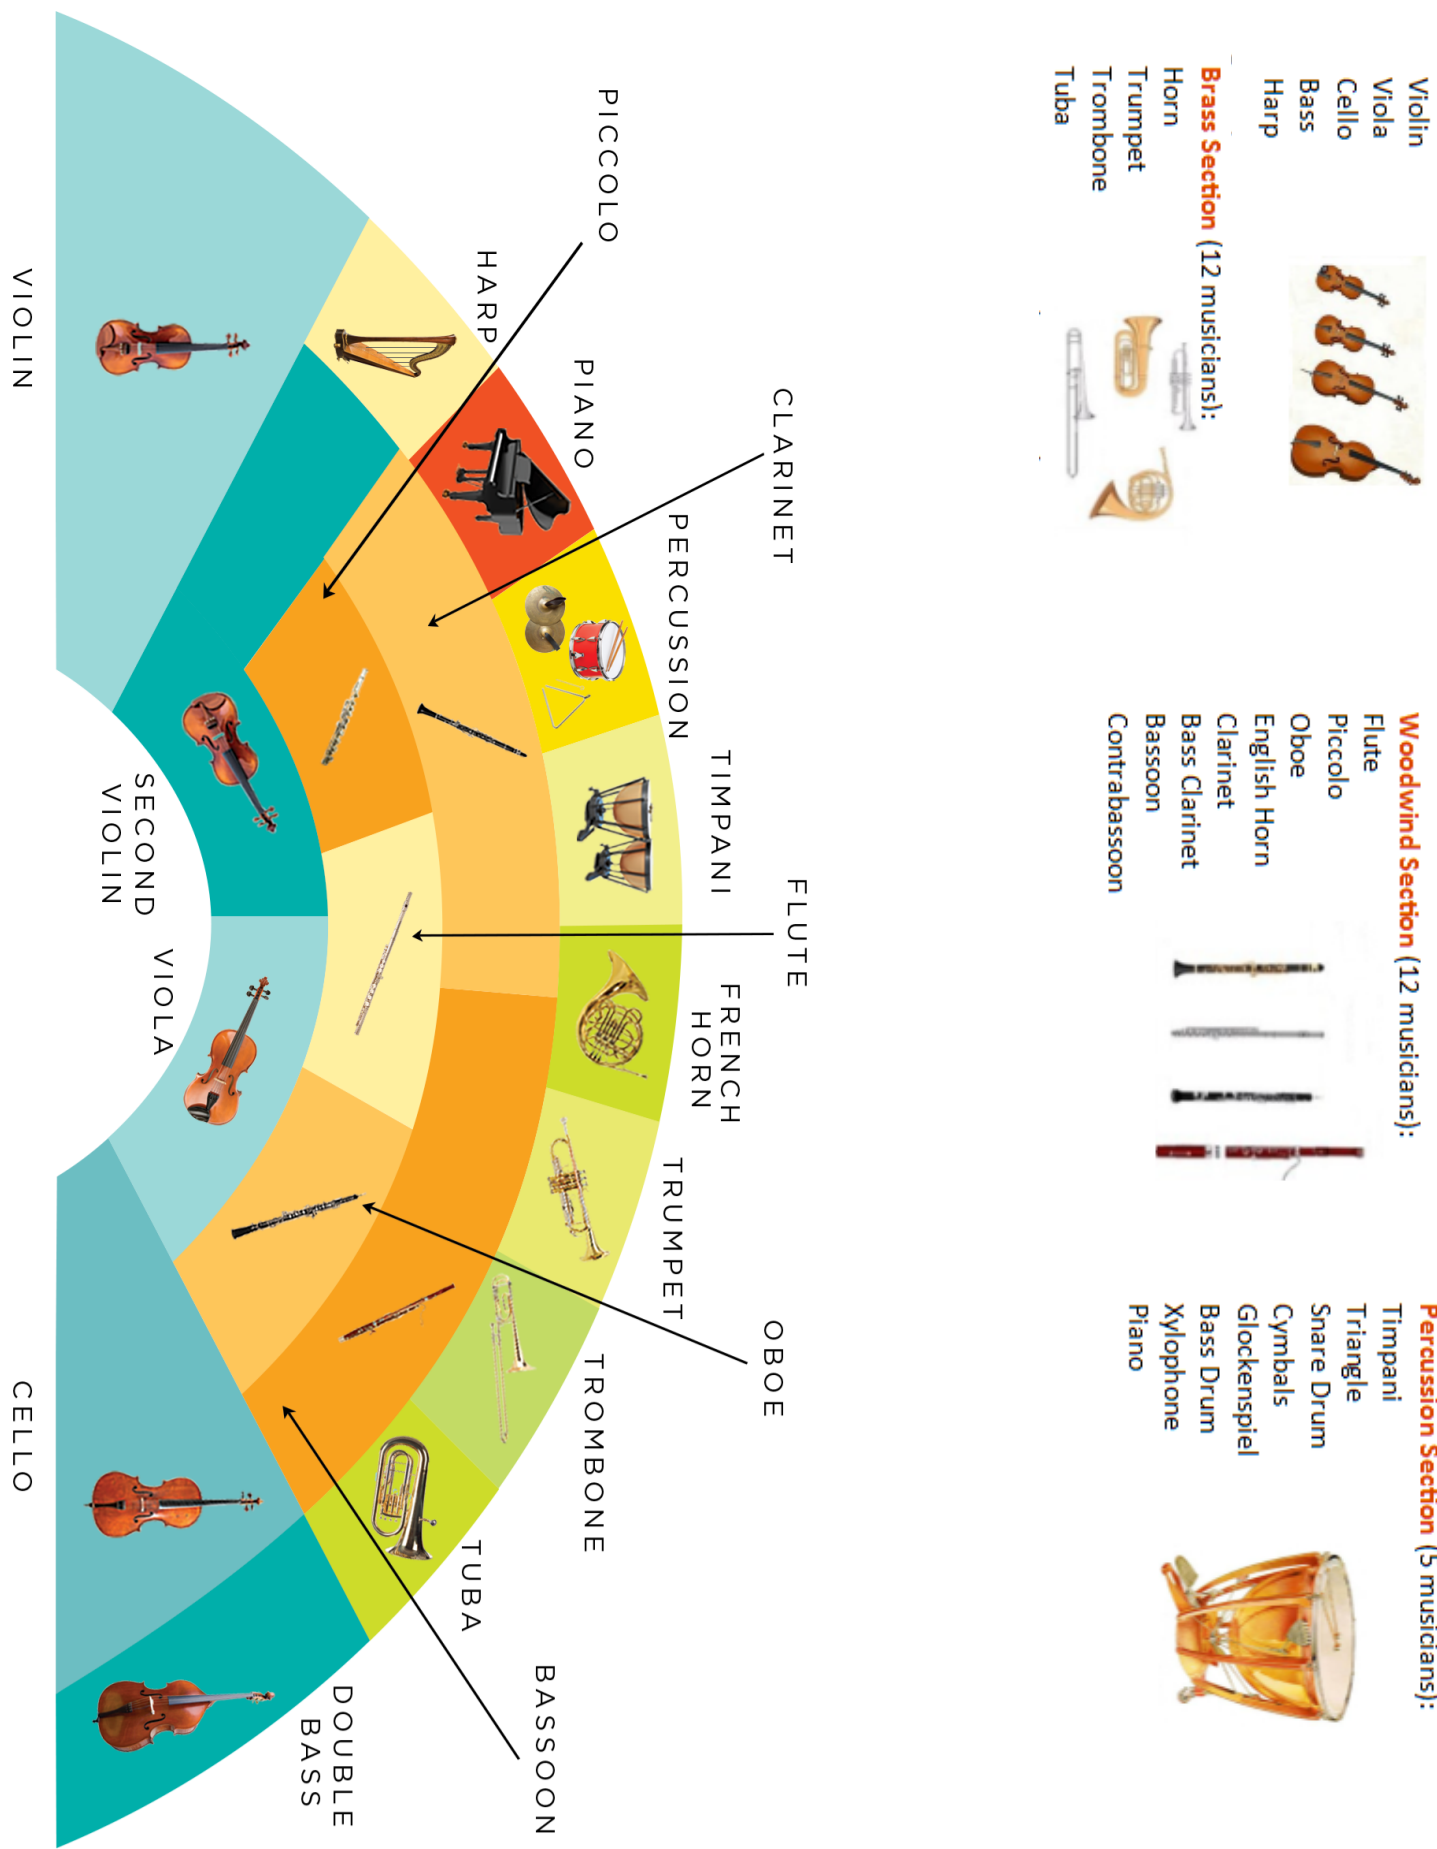 Violin
Viola
Cello
Bass
Harp
Brass Section (12 musicians):
Horn
Trumpet
Trombone
Tuba
Woodwind Section (12 musicians):
Flute
Piccolo
Oboe
English Horn
Clarinet
Bass Clarinet
Bassoon
Contrabassoon
Percussion Section (5 musicians):
Timpani
Triangle
Snare Drum
Cymbals
Glockenspiel
Bass Drum
Xylophone
Piano
CLARINET
FLUTE
OBOE
PICCOLO
PIANO
PERCUSSION
TIMPANI
FRENCH
HORN
TRUMPET
TROMBONE
BASSOON
HARP
TUBA
DOUBLE
BASS
SECOND
VIOLIN
VIOLA
VIOLIN
CELLO